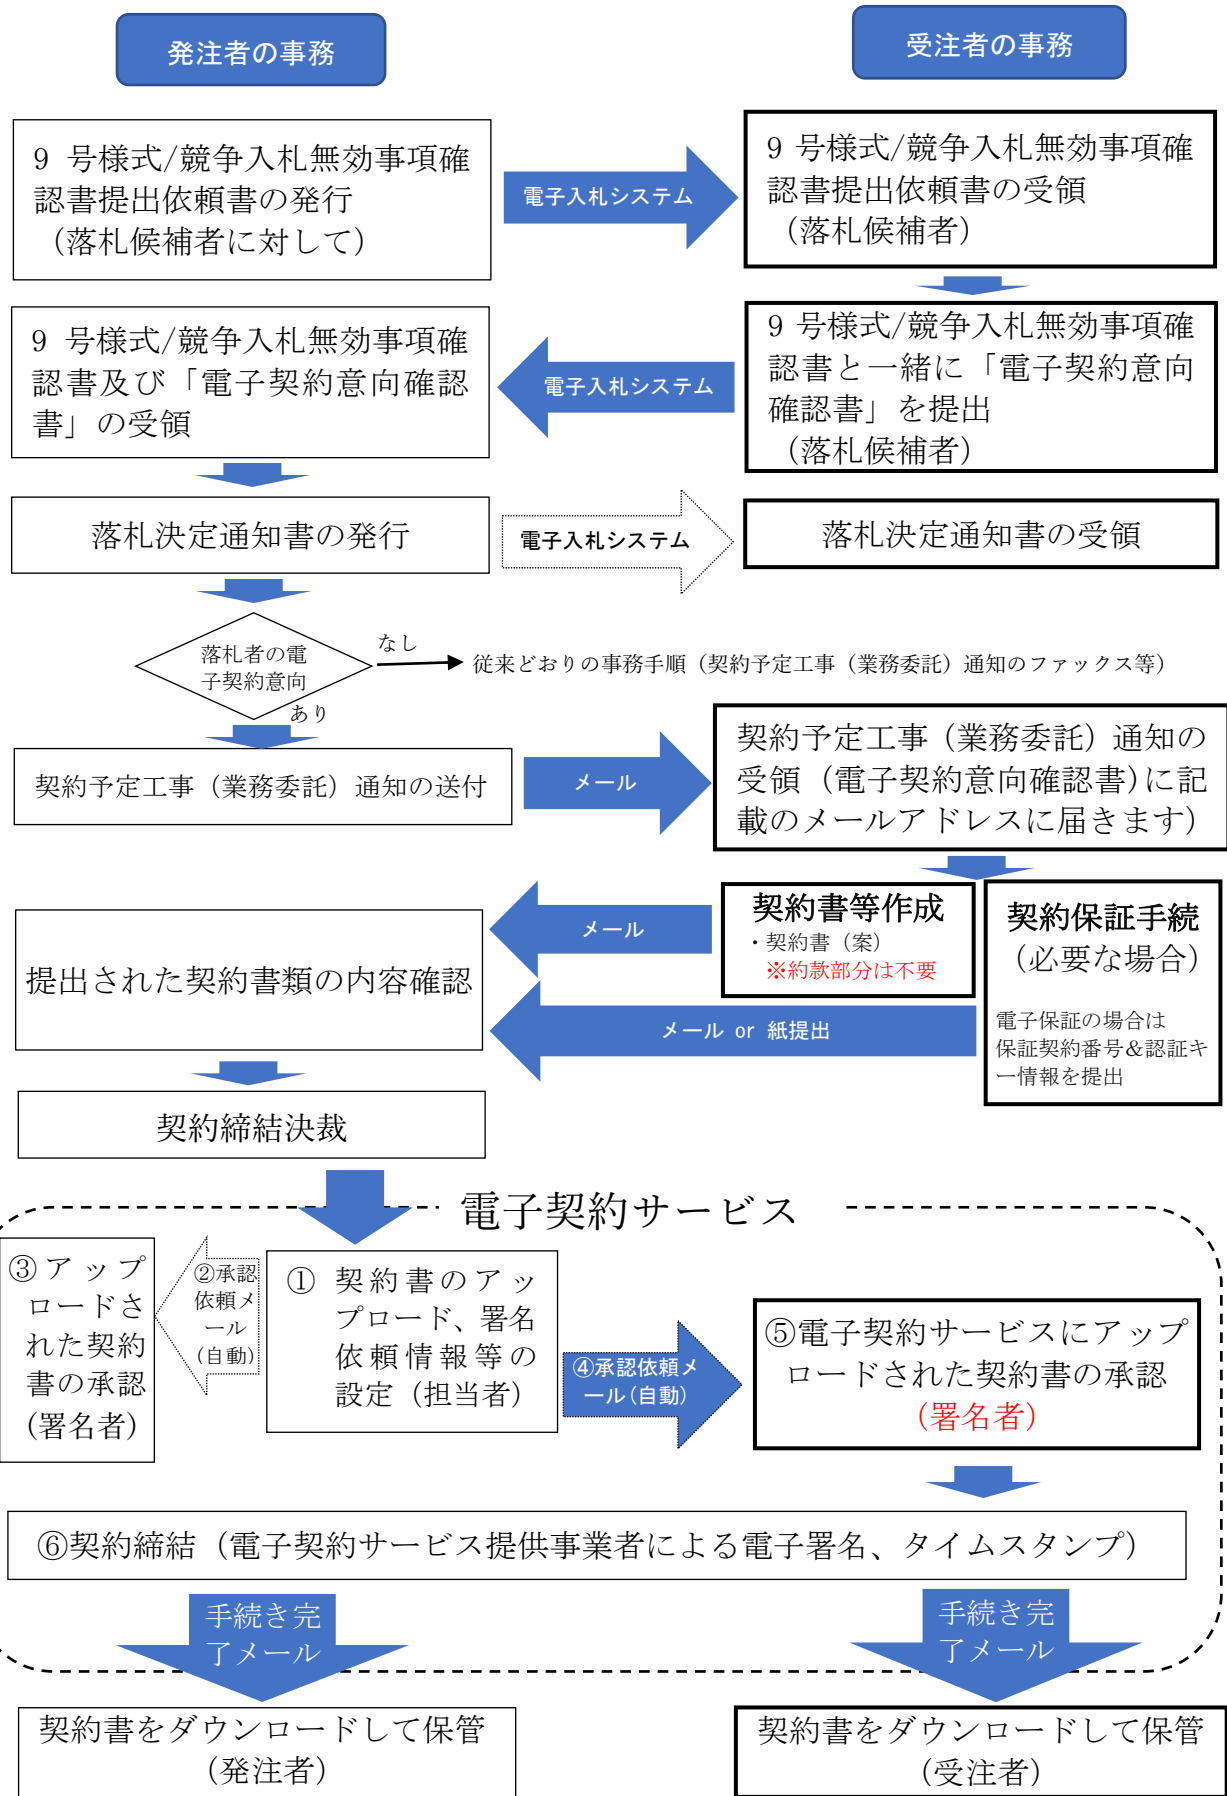 発注者の事務
受注者の事務
9 号様式/競争入札無効事項確
認書提出依頼書の発行
（落札候補者に対して）
電子入札システム
9 号様式/競争入札無効事項確
認書提出依頼書の受領
（落札候補者）
9 号様式/競争入札無効事項確
認書及び「電子契約意向確認
書」の受領
電子入札システム
9 号様式/競争入札無効事項確
認書と一緒に「電子契約意向
確認書」を提出
（落札候補者）
落札決定通知書の発行
電子入札システム
落札決定通知書の受領
落札者の電
子契約意向
なし
従来どおりの事務手順（契約予定工事（業務委託）通知のファックス等）
あり
契約予定工事（業務委託）通知の送付
メール
契約予定工事（業務委託）通知の
受領（電子契約意向確認書）に記
載のメールアドレスに届きます）
提出された契約書類の内容確認
メール
契約書等作成
・契約書（案）
※約款部分は不要
メール or 紙提出
契約保証手続
（必要な場合）
電子保証の場合は
保証契約番号&認証キ
ー情報を提出
契約締結決裁
電子契約サービス
③アップ
ロードさ
れた契約
書の承認
(署名者)
②承認
依頼メ
ール
(自動)
① 契約書のアッ
プロード、署名
依頼情報等の
設定（担当者）
④承認依頼メ
ール(自動)
⑤電子契約サービスにアップ
ロードされた契約書の承認
（署名者）
⑥契約締結（電子契約サービス提供事業者による電子署名、タイムスタンプ）
手続き完
了メール
手続き完
了メール
契約書をダウンロードして保管
（発注者）
契約書をダウンロードして保管
（受注者）